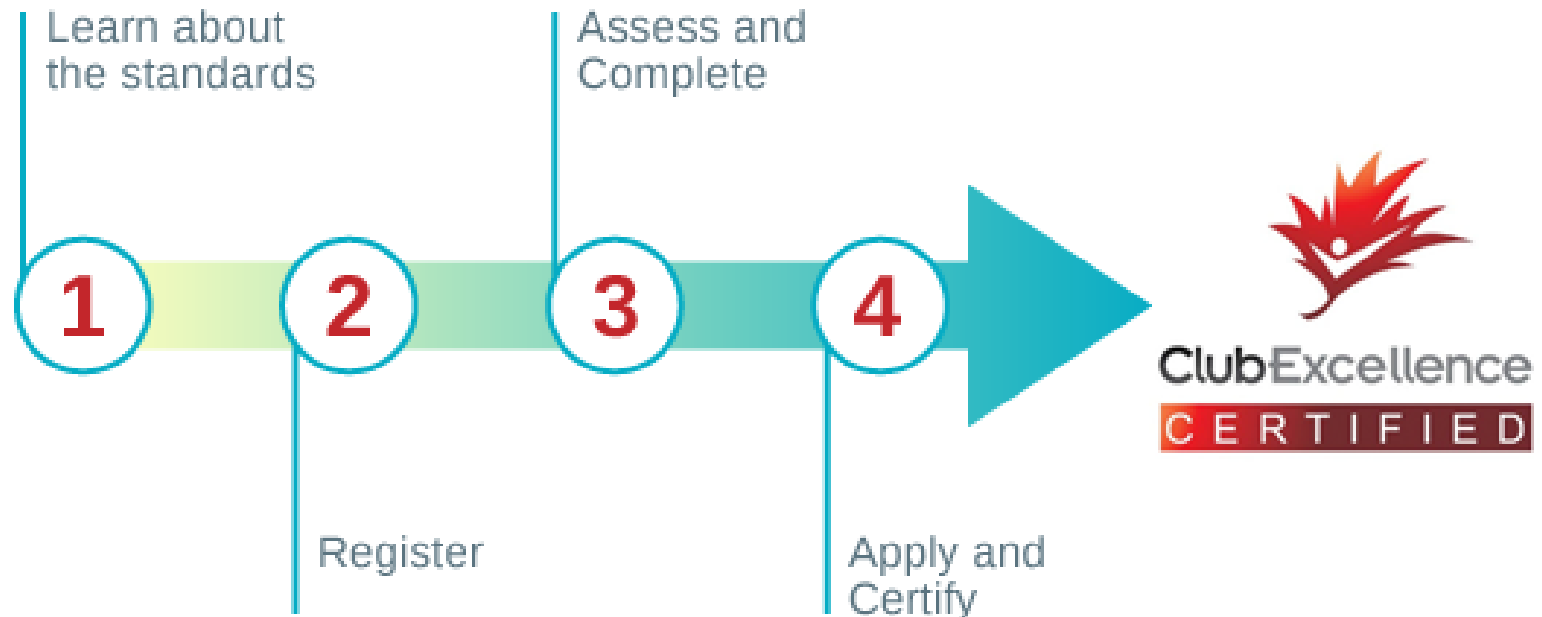 Learn about
the standards
Assess and
Complete
1
2
3
4
ClubExcellence
CERTIFIED
Register
Apply and
Certify